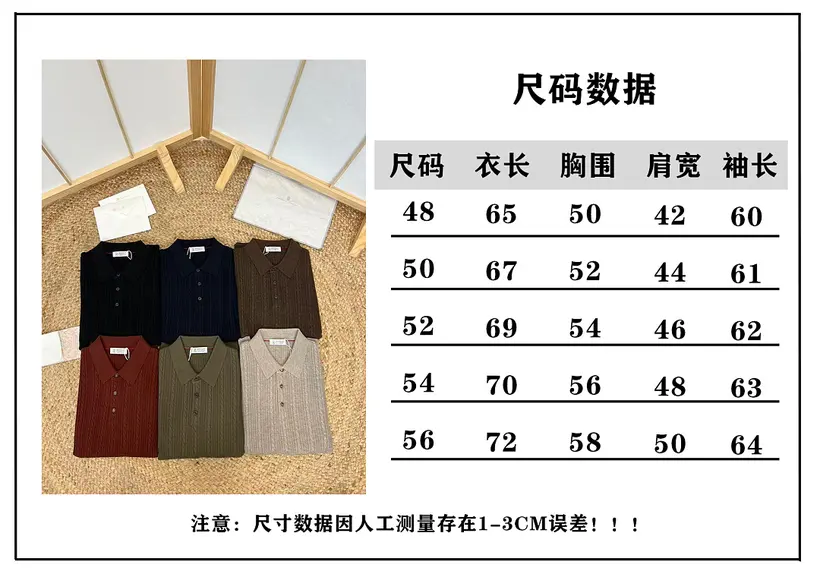 尺码数据
尺码 衣长 胸围 肩宽 袖长
48 65 50 42 60
50 67 52 44 61
52 69 54 46 62
54 70 56 48 63
56 72 58 50 64
注意：尺寸数据因人工测量存在1-3CM误差！！！